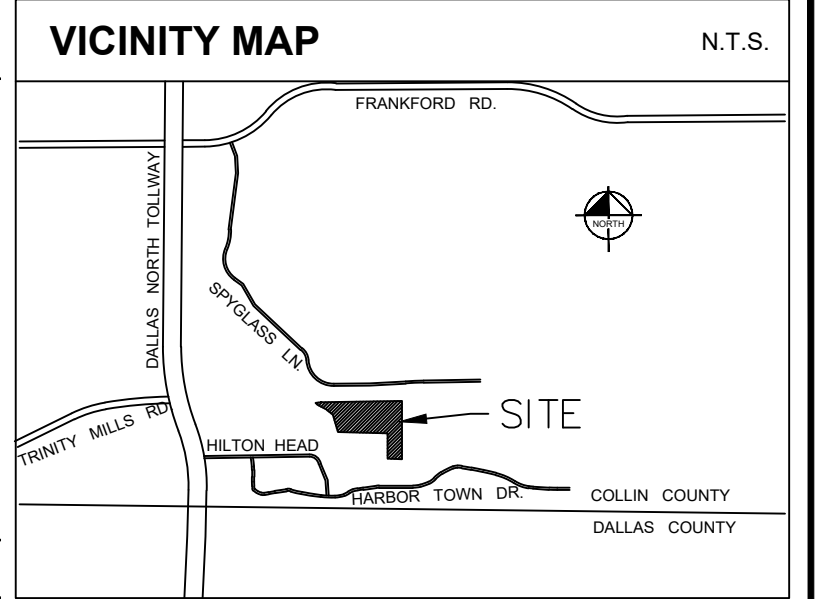 VICINITY MAP
N.T.S.
FRANKFORD RD.
DALLAS NORTH TOLLWAY
NORTH
SPYGLASS LN.
SITE
TRINITY MILLS RD
HILTON HEAD
HARBOR TOWN DR.
COLLIN COUNTY
DALLAS COUNTY